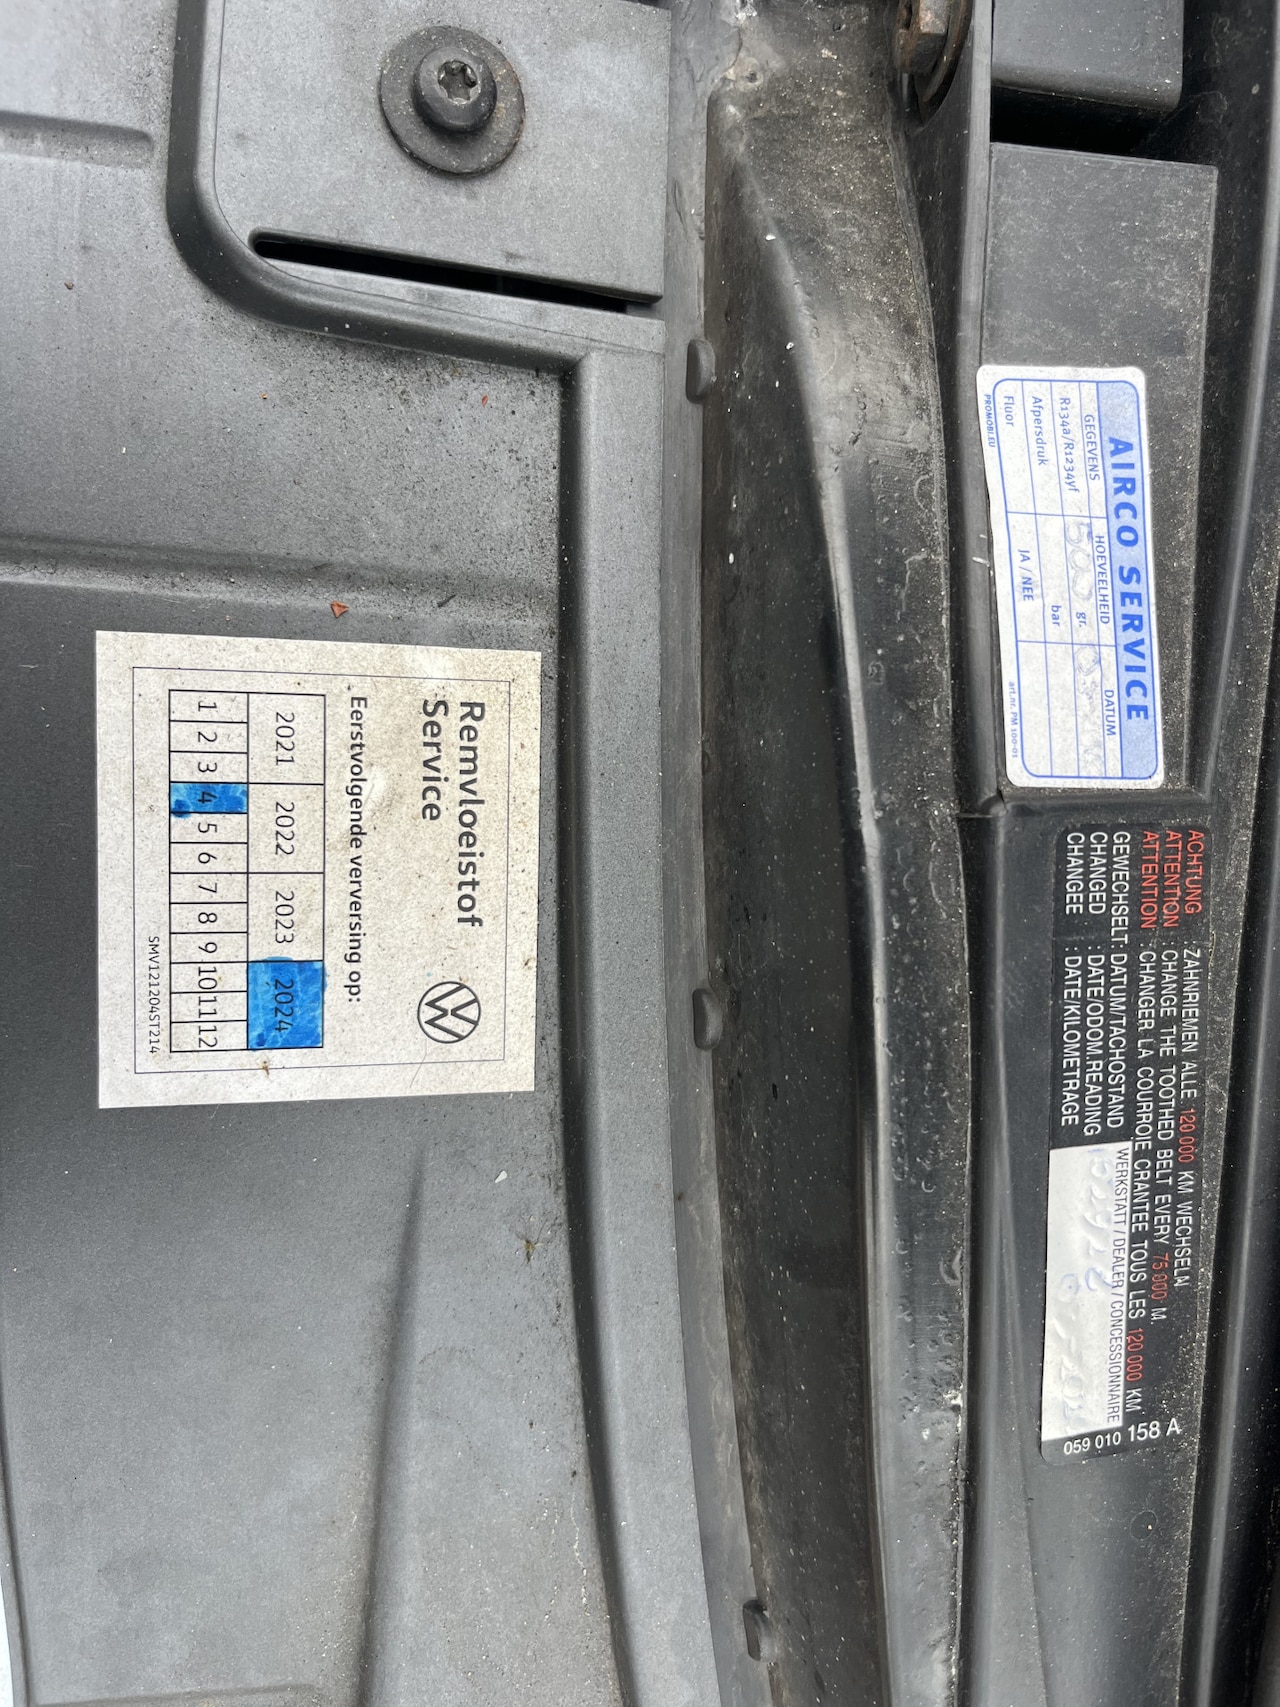 AIRCO SERVICE
GEGEVENS HOEVEELHEID DATUM
R134a/R1234yf 500 gr.
Afpersdruk bar
Fluor JA / NEE
PROMOBI.EU art.nr. PM 100-01
ACHTUNG : ZAHNRIEMEN ALLE 120 000 KM WECHSELN
ATTENTION : CHANGE THE TOOTHED BELT EVERY 75 000 M.
ATTENTION : CHANGER LA COURROIE CRANTEE TOUS LES 120 000 KM
GEWECHSELT: DATUM/TACHOSTAND WERKSTATT / DEALER / CONCESSIONNAIRE
CHANGED : DATE/ODOM.READING
CHANGEE : DATE/KILOMETRAGE
059 010 158 A
Remvloeistof
Service
Eerstvolgende verversing op:
2021 2022 2023 2024
1 2 3 4 5 6 7 8 9 10 11 12
SMV121204ST214